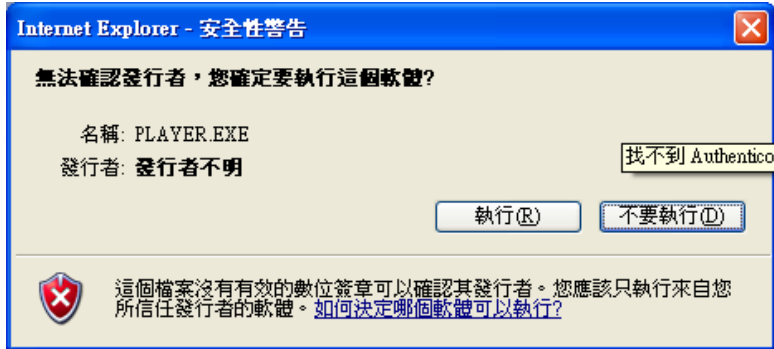 Internet Explorer - 安全性警告
無法確認發行者，您確定要執行這個軟體?
名稱: PLAYER.EXE
發行者: 發行者不明
找不到 Authentico
執行(R)
不要執行(D)
這個檔案沒有有效的數位簽章可以確認其發行者。您應該只執行來自您
所信任發行者的軟體。如何決定哪個軟體可以執行?